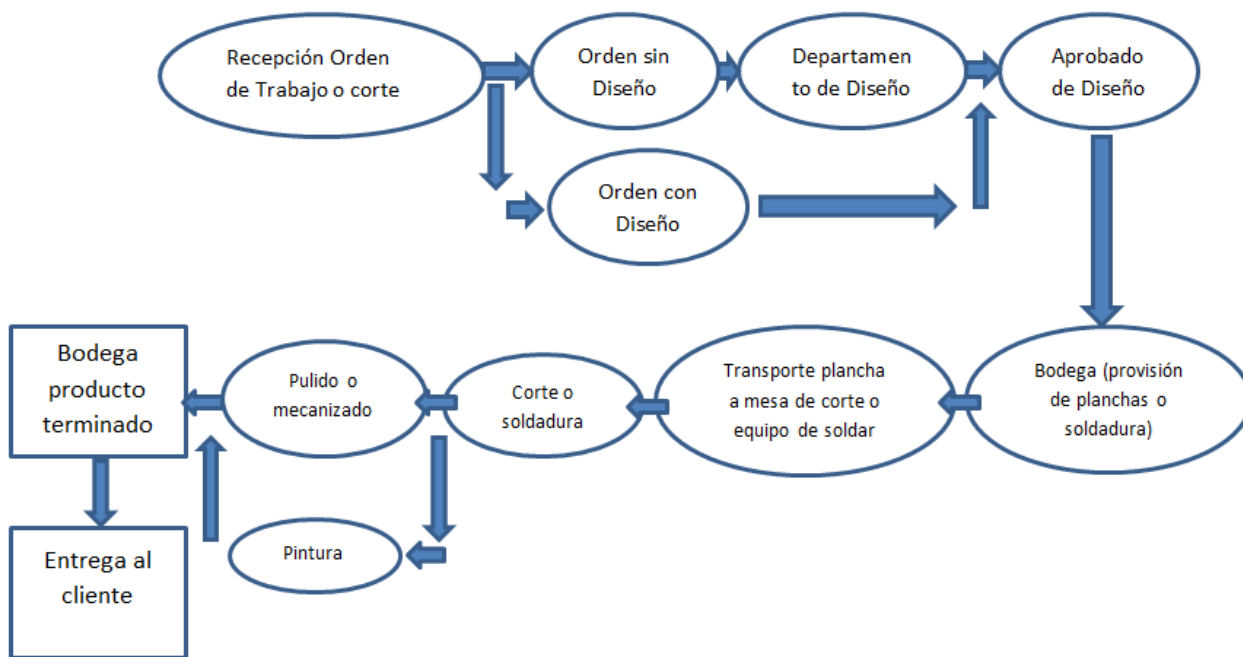 Recepción Orden
de Trabajo o corte
Orden sin
Diseño
Departamen
to de Diseño
Aprobado
de Diseño
Orden con
Diseño
Bodega
producto
terminado
Pulido o
mecanizado
Corte o
soldadura
Transporte plancha
a mesa de corte o
equipo de soldar
Bodega (provisión
de planchas o
soldadura)
Entrega al
cliente
Pintura